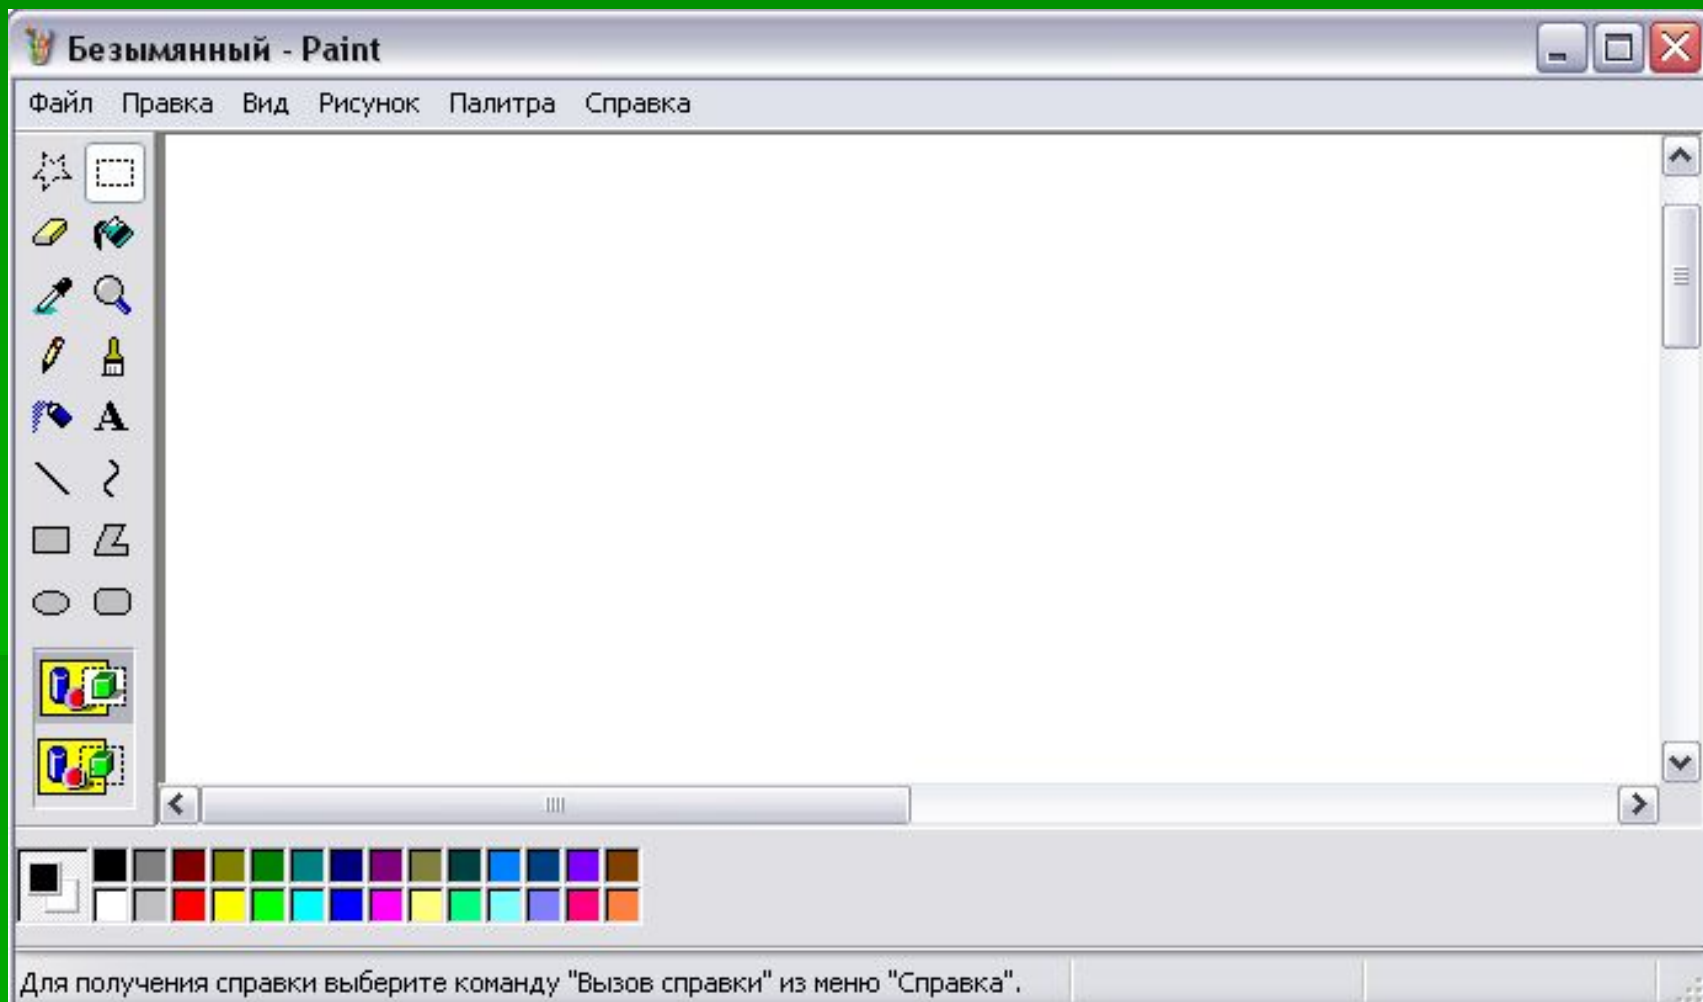 Безымянный - Paint
Файл Правка Вид Рисунок Палитра Справка
A
Для получения справки выберите команду "Вызов справки" из меню "Справка".